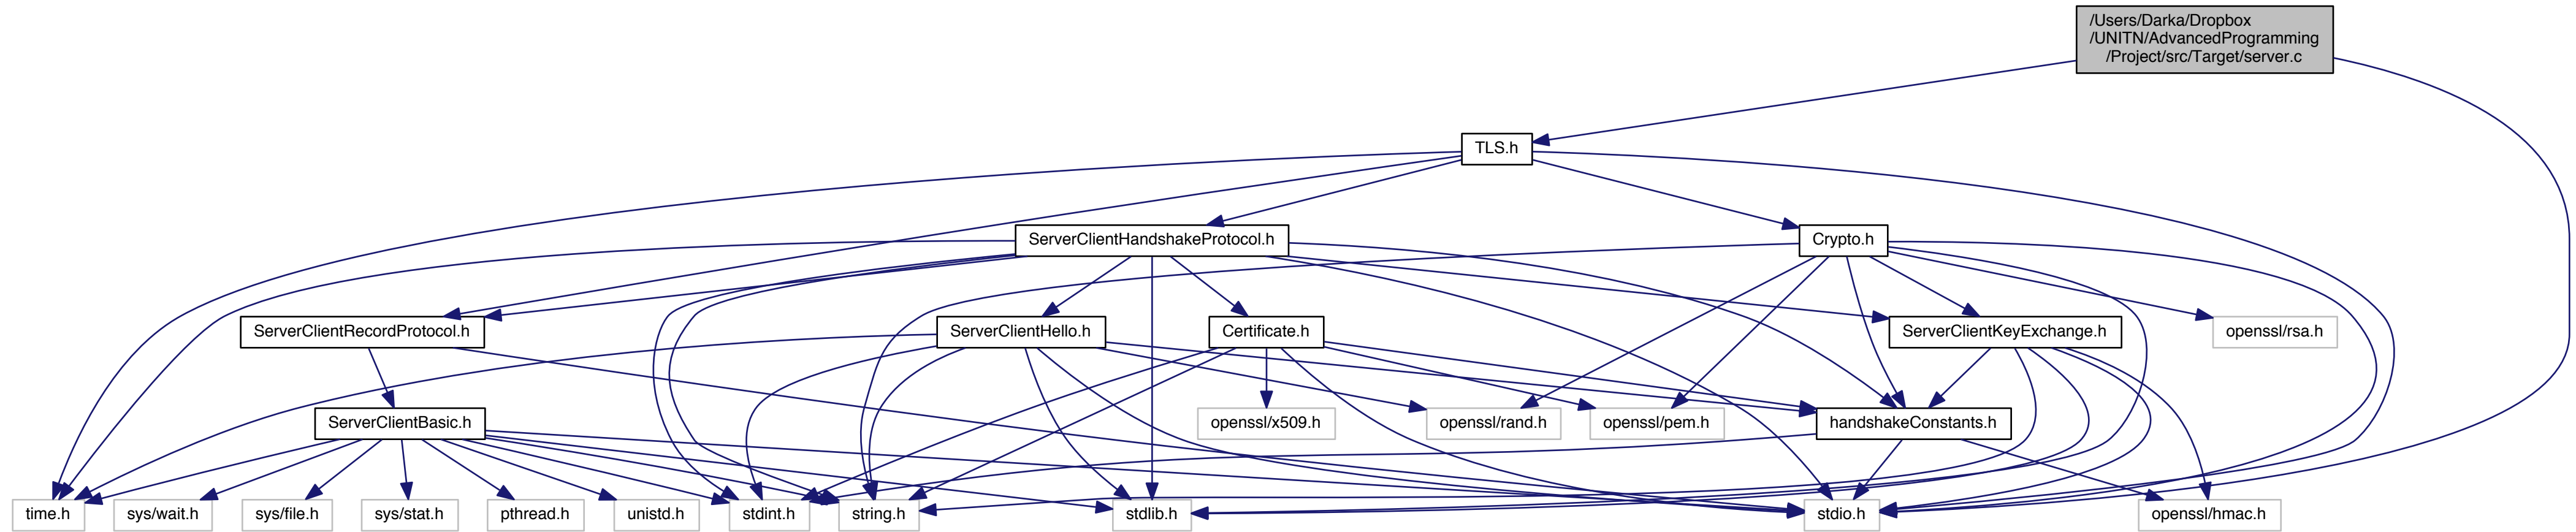 /Users/Darka/Dropbox
/UNITN/AdvancedProgramming
/Project/src/Target/server.c
TLS.h
ServerClientHandshakeProtocol.h
Crypto.h
ServerClientRecordProtocol.h
ServerClientHello.h
Certificate.h
ServerClientKeyExchange.h
openssl/rsa.h
ServerClientBasic.h
openssl/x509.h
openssl/rand.h
openssl/pem.h
handshakeConstants.h
time.h
sys/wait.h
sys/file.h
sys/stat.h
pthread.h
unistd.h
stdint.h
string.h
stdlib.h
stdio.h
openssl/hmac.h